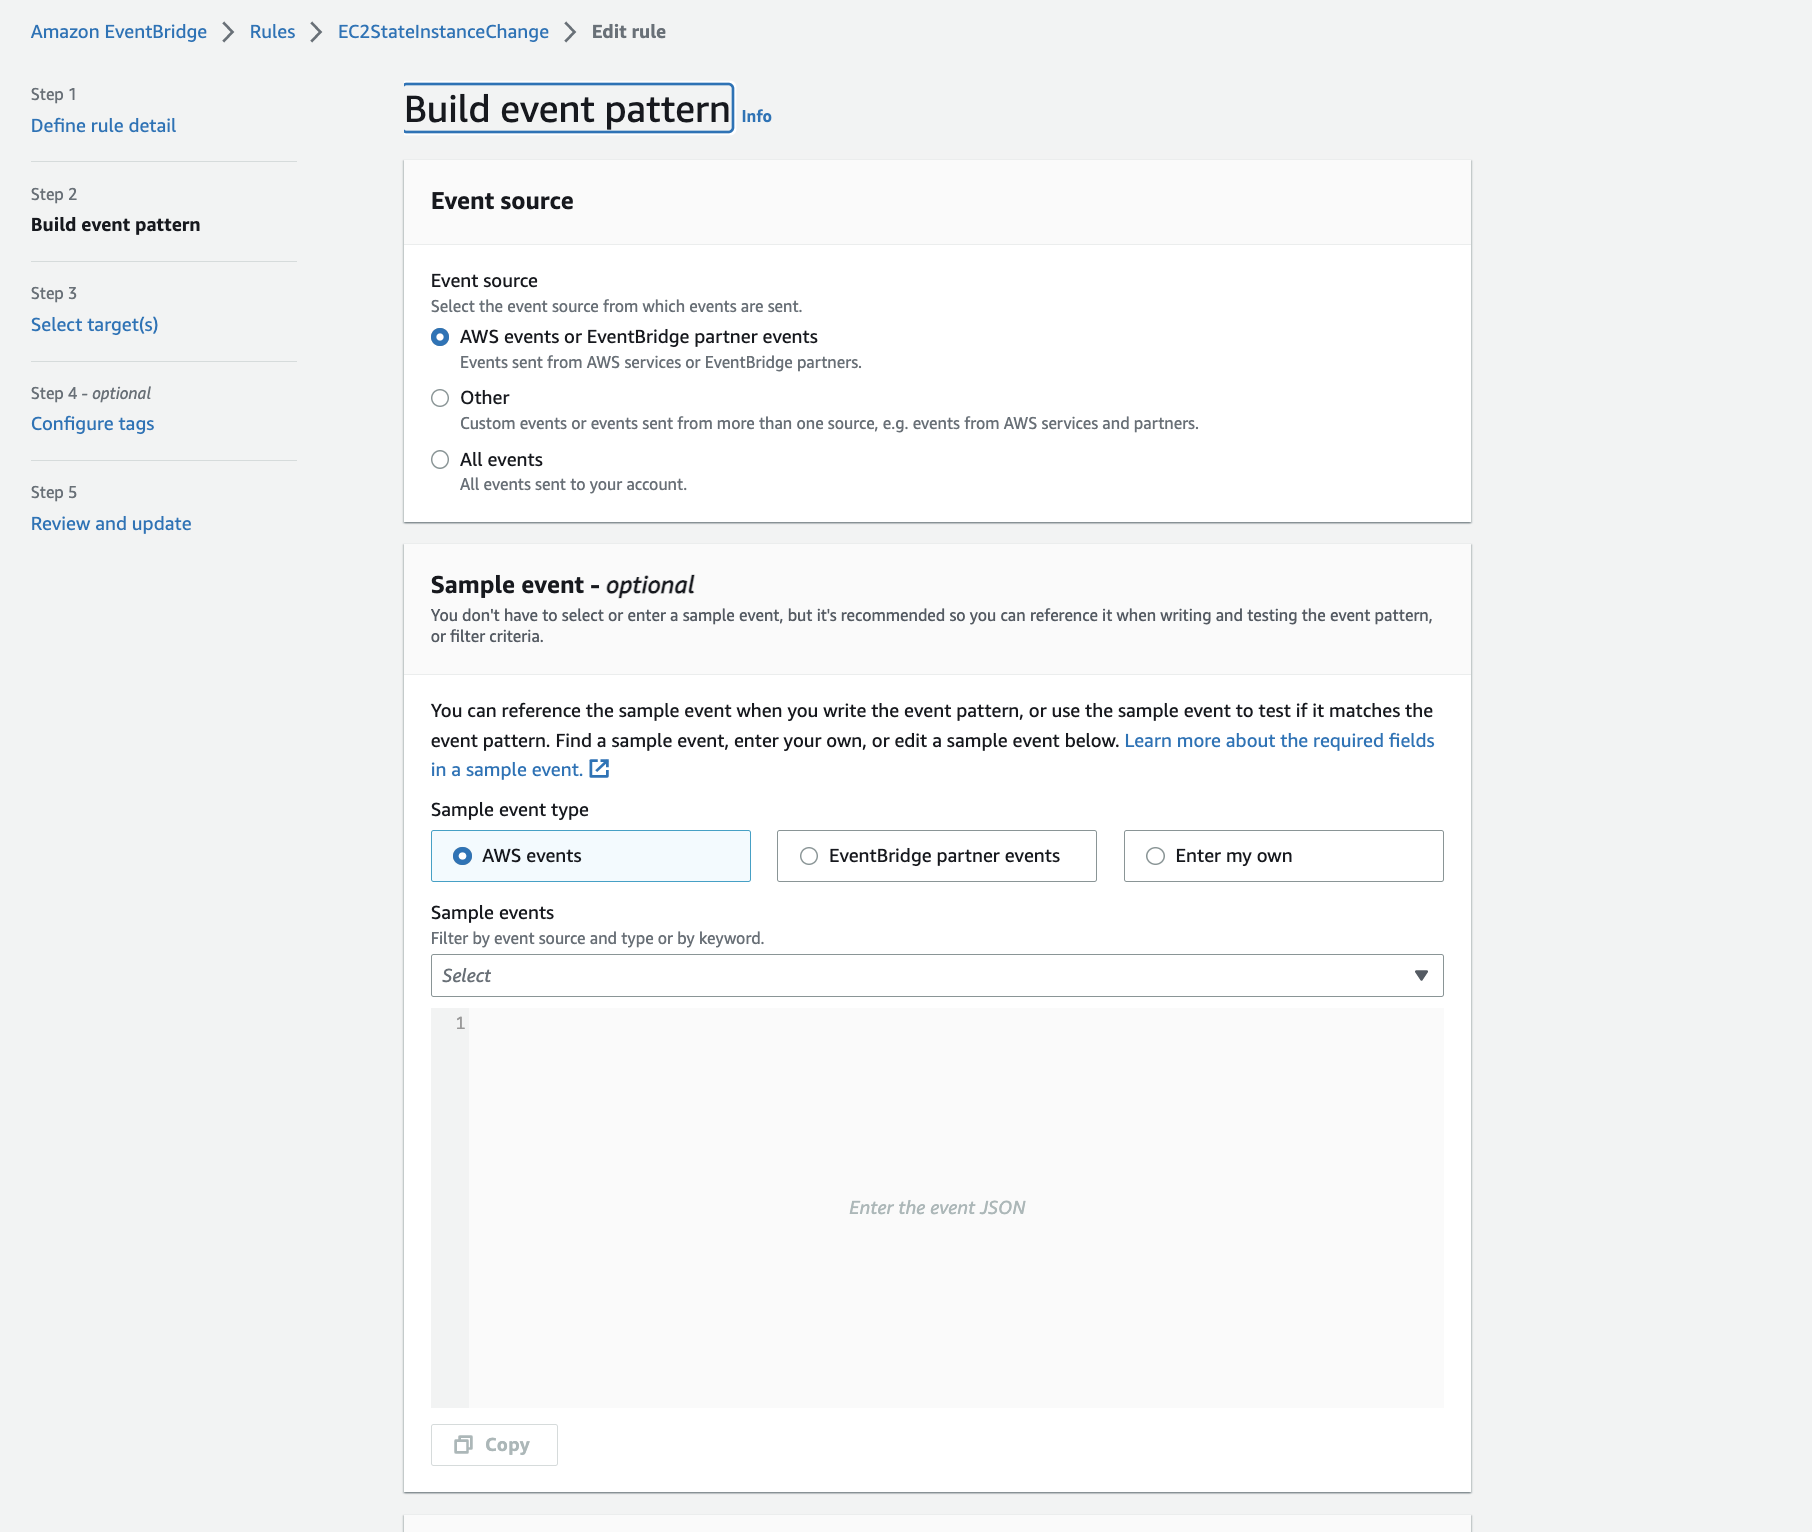 Amazon EventBridge > Rules > EC2StateInstanceChange > Edit rule
Step 1
Define rule detail
Step 2
Build event pattern
Step 3
Select target(s)
Step 4 - optional
Configure tags
Step 5
Review and update
Build event pattern Info
Event source
Event source
Select the event source from which events are sent.
AWS events or EventBridge partner events
Events sent from AWS services or EventBridge partners.
Other
Custom events or events sent from more than one source, e.g. events from AWS services and partners.
All events
All events sent to your account.
Sample event - optional
You don't have to select or enter a sample event, but it's recommended so you can reference it when writing and testing the event pattern,
or filter criteria.
You can reference the sample event when you write the event pattern, or use the sample event to test if it matches the
event pattern. Find a sample event, enter your own, or edit a sample event below. Learn more about the required fields
in a sample event.
Sample event type
AWS events
EventBridge partner events
Enter my own
Sample events
Filter by event source and type or by keyword.
Select
1
Enter the event JSON
Copy